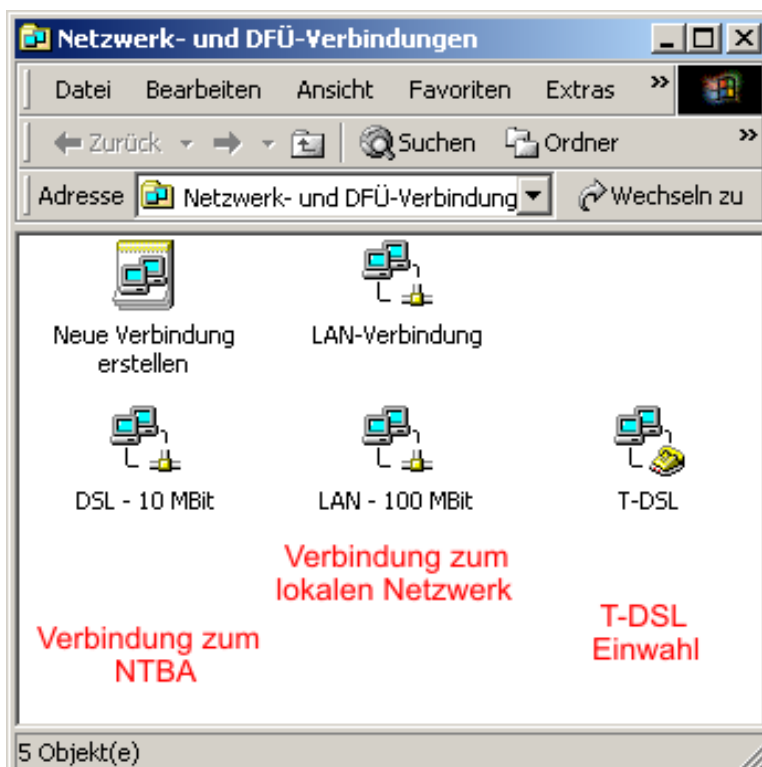 Netzwerk- und DFÜ-Verbindungen
Datei Bearbeiten Ansicht Favoriten Extras »
Zurück Suchen Ordner »
Adresse Netzwerk- und DFÜ-Verbindung Wechseln zu
Neue Verbindung
erstellen
LAN-Verbindung
DSL - 10 MBit
LAN - 100 MBit
T-DSL
Verbindung zum
lokalen Netzwerk
T-DSL
Einwahl
Verbindung zum
NTBA
5 Objekt(e)